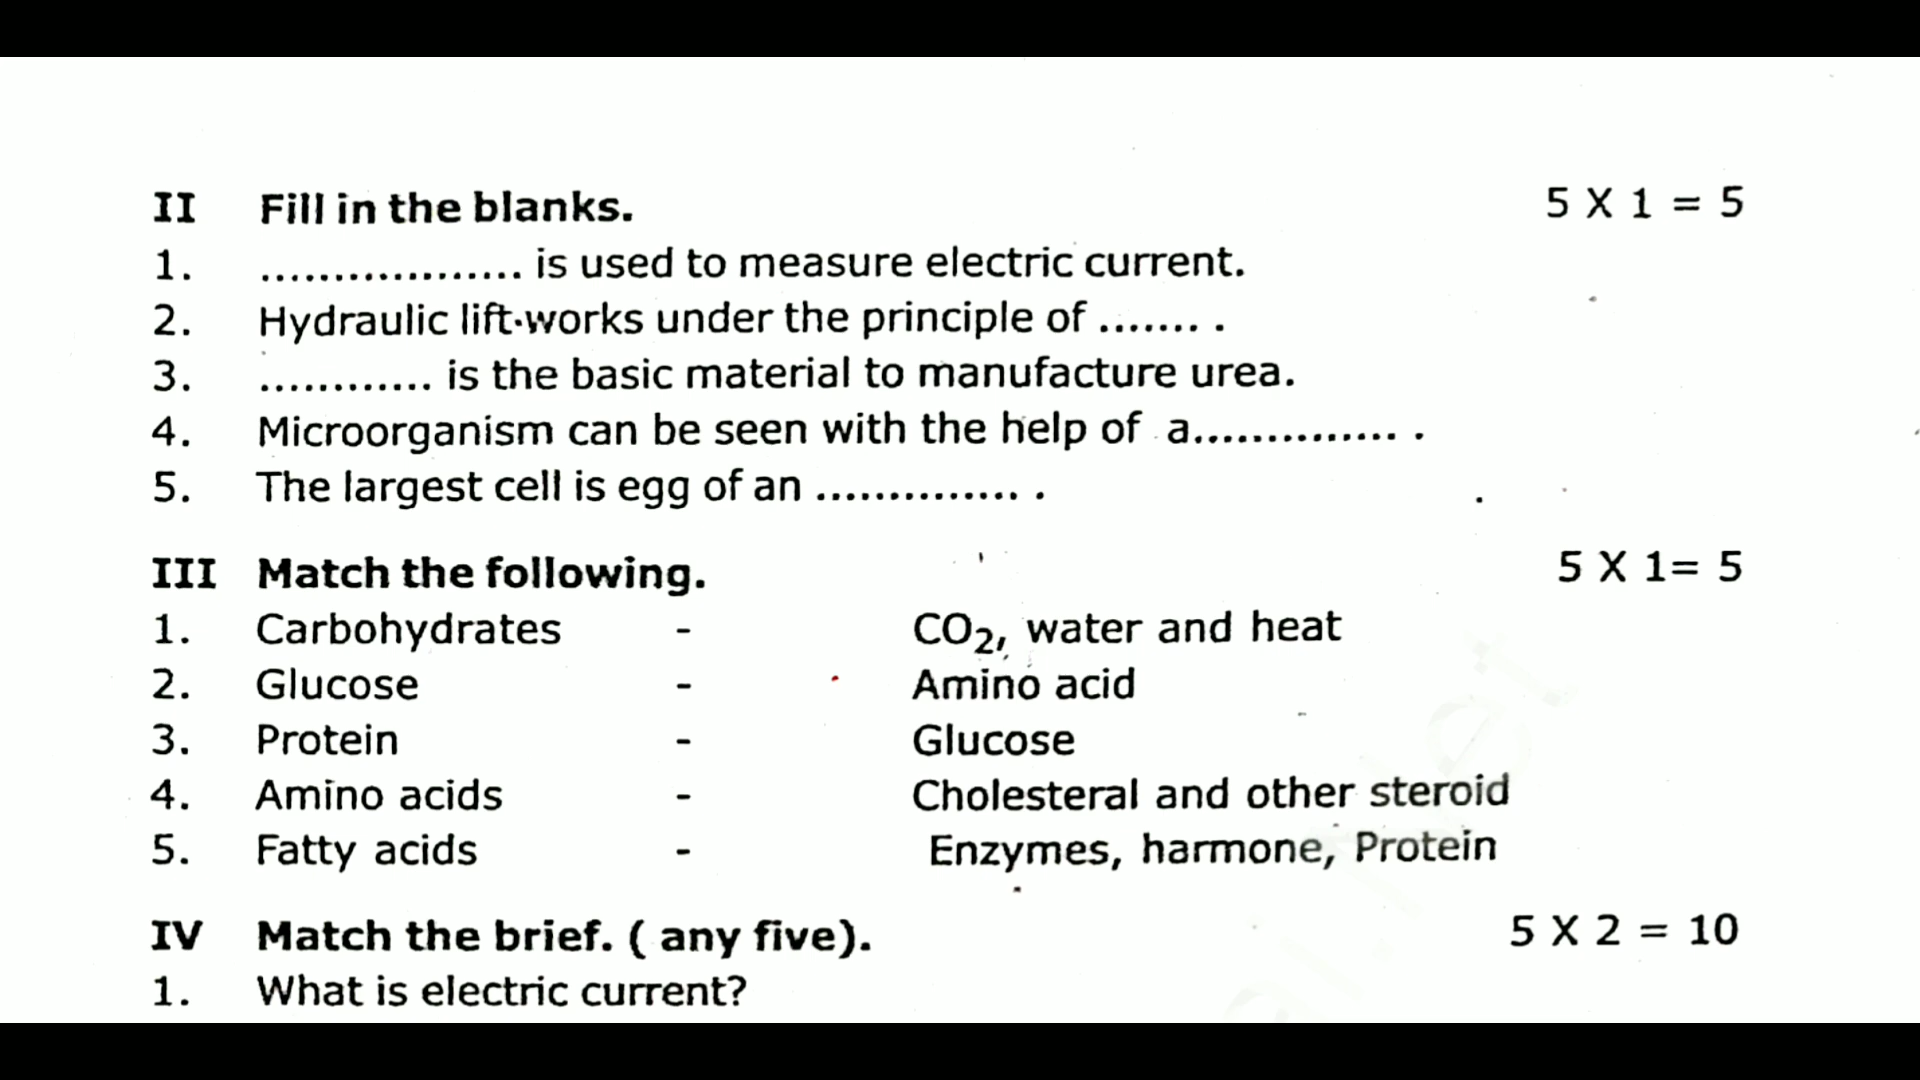 II Fill in the blanks. 5 X 1 = 5
1. .................. is used to measure electric current.
2. Hydraulic lift works under the principle of ....... .
3. ............ is the basic material to manufacture urea.
4. Microorganism can be seen with the help of a.............. .
5. The largest cell is egg of an .............. .
III Match the following. 5 X 1= 5
1. Carbohydrates - CO₂, water and heat
2. Glucose - Amino acid
3. Protein - Glucose
4. Amino acids - Cholesteral and other steroid
5. Fatty acids - Enzymes, harmone, Protein
IV Match the brief. ( any five). 5 X 2 = 10
1. What is electric current?